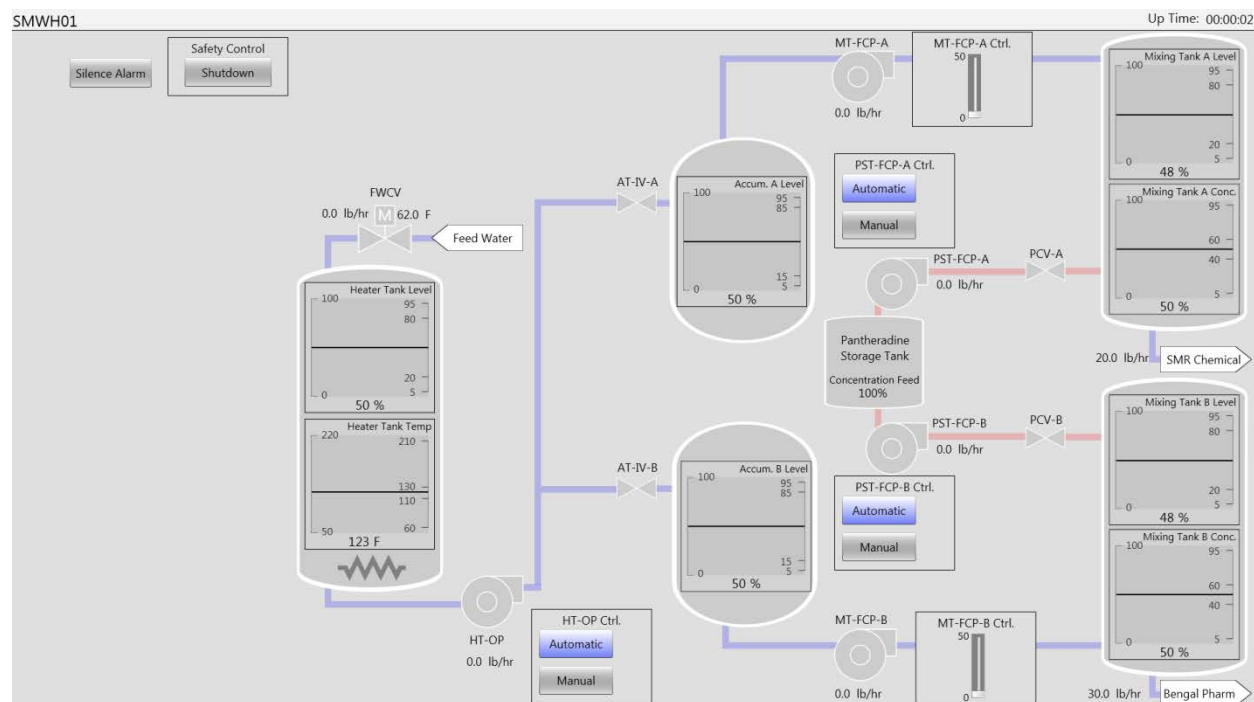 SMWH01
Up Time: 00:00:02
Silence Alarm
Safety Control
Shutdown
FWCV
0.0 lb/hr M 62.0 F
Feed Water
Heater Tank Level
100
95
80
20
5
0
50 %
Heater Tank Temp
220
210
130
110
60
50
123 F
HT-OP
0.0 lb/hr
HT-OP Ctrl.
Automatic
Manual
AT-IV-A
Accum. A Level
100
95
85
15
5
0
50 %
AT-IV-B
Accum. B Level
100
95
85
15
5
0
50 %
MT-FCP-A
0.0 lb/hr
MT-FCP-A Ctrl.
50
0
PST-FCP-A Ctrl.
Automatic
Manual
PST-FCP-A
0.0 lb/hr
PCV-A
Pantheradine
Storage Tank
Concentration Feed
100%
PST-FCP-B
0.0 lb/hr
PCV-B
PST-FCP-B Ctrl.
Automatic
Manual
MT-FCP-B
0.0 lb/hr
MT-FCP-B Ctrl.
50
0
Mixing Tank A Level
100
95
80
20
5
0
48 %
Mixing Tank A Conc.
100
95
60
40
5
0
50 %
20.0 lb/hr
SMR Chemical
Mixing Tank B Level
100
95
80
20
5
0
48 %
Mixing Tank B Conc.
100
95
60
40
5
0
50 %
30.0 lb/hr
Bengal Pharm